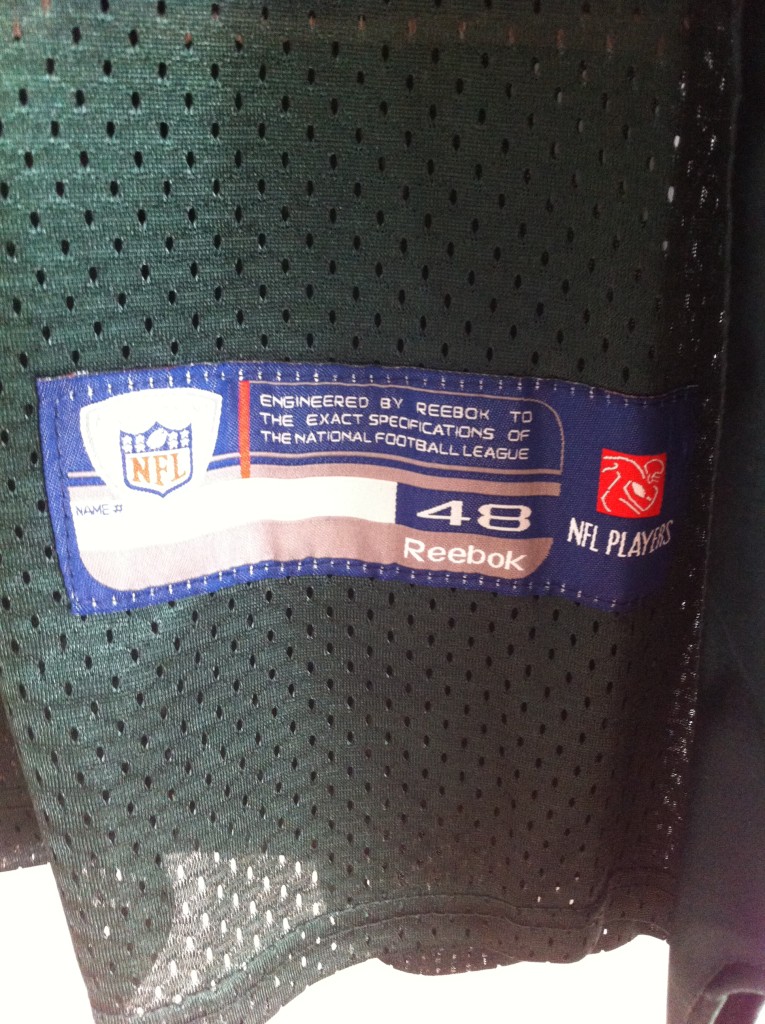 NFL
ENGINEERED BY REEBOK TO
THE EXACT SPECIFICATIONS OF
THE NATIONAL FOOTBALL LEAGUE
NAME #
48
Reebok
NFL PLAYERS